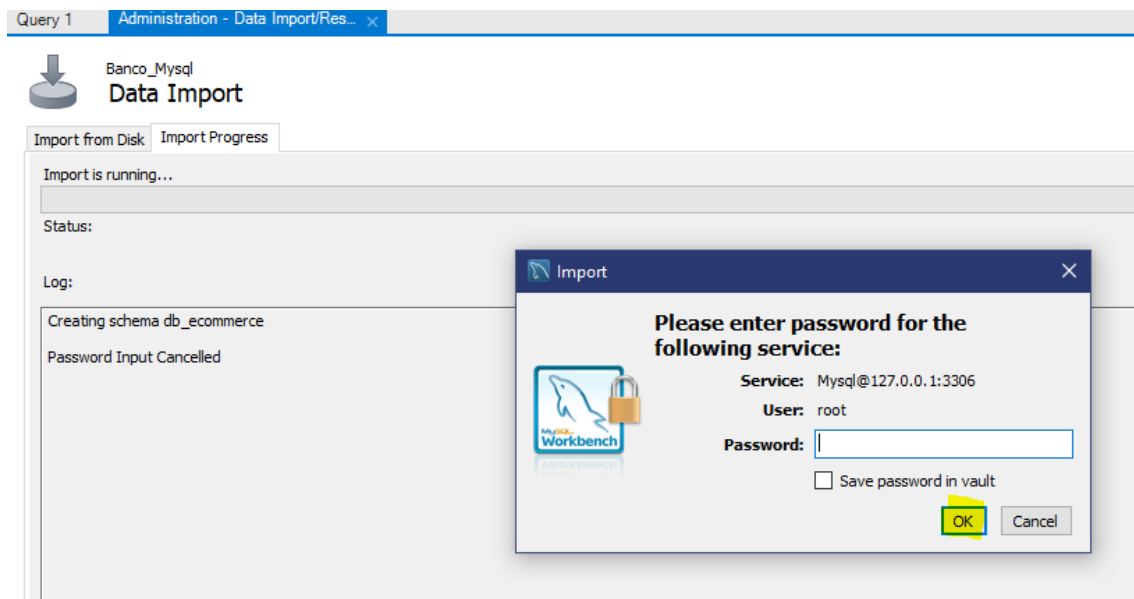 Query 1
Administration - Data Import/Res...
Banco_Mysql
Data Import
Import from Disk
Import Progress
Import is running...
Status:
Log:
Creating schema db_ecommerce
Password Input Cancelled
Import
Please enter password for the
following service:
Service: Mysql@127.0.0.1:3306
User: root
Password:
Save password in vault
OK
Cancel
MySQL
Workbench